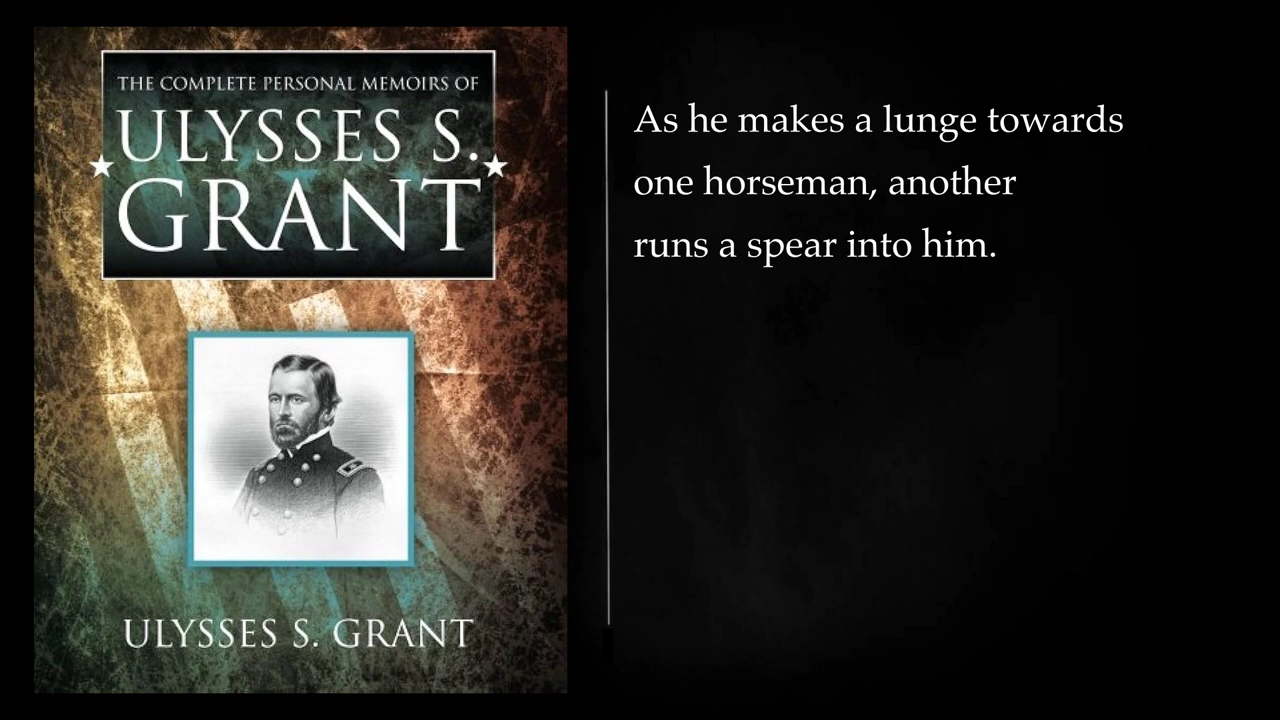 THE COMPLETE PERSONAL MEMOIRS OF
ULYSSES S.
GRANT
ULYSSES S. GRANT
As he makes a lunge towards
one horseman, another
runs a spear into him.